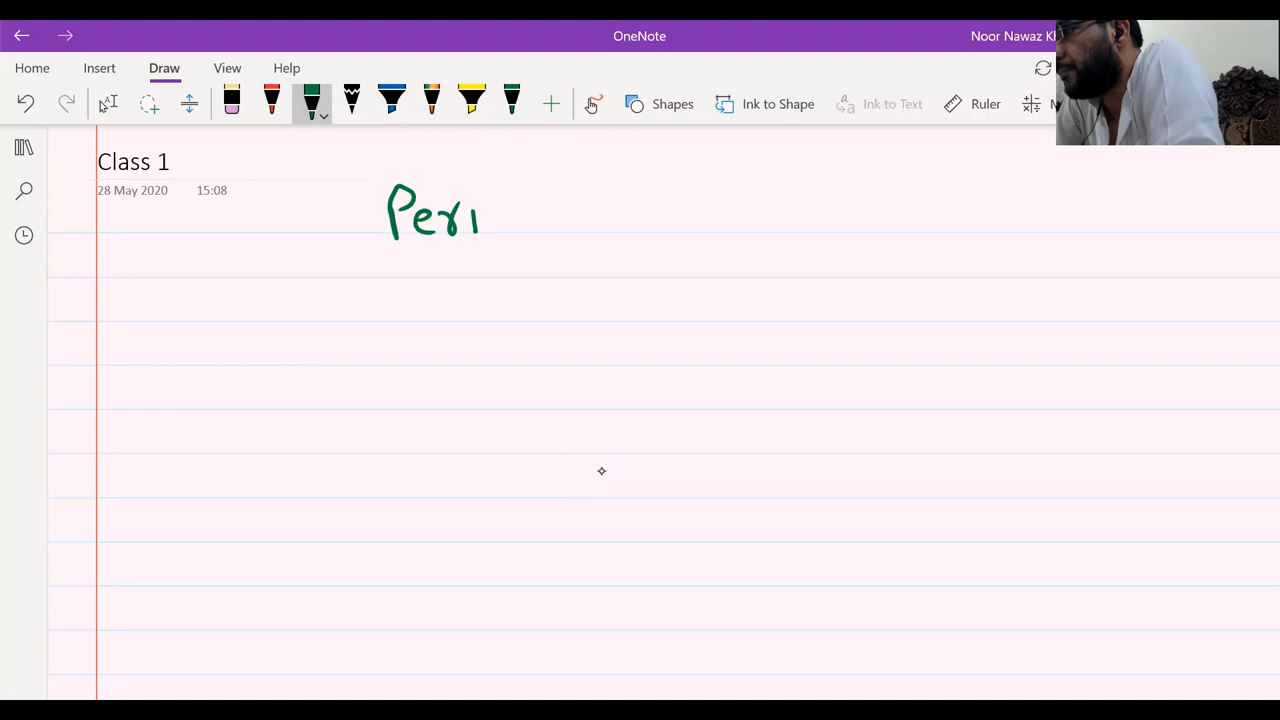 OneNote
Noor Nawaz Kh
Home Insert Draw View Help
Shapes Ink to Shape Ink to Text Ruler
Class 1
28 May 2020 15:08
Peri